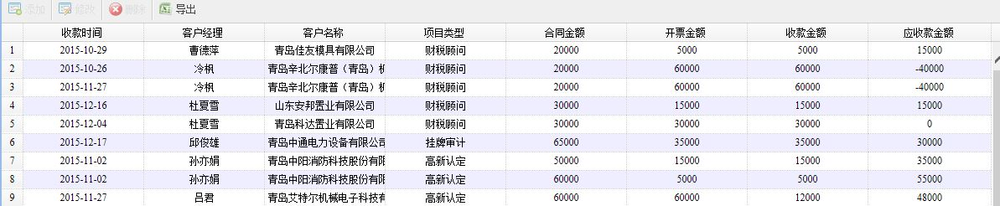 添加 修改 删除 导出
收款时间 客户经理 客户名称 项目类型 合同金额 开票金额 收款金额 应收款金额
1 2015-10-29 曹德萍 青岛佳友模具有限公司 财税顾问 20000 5000 5000 15000
2 2015-10-26 冷枫 青岛辛北尔康普（青岛）机 财税顾问 20000 60000 60000 -40000
3 2015-11-27 冷枫 青岛辛北尔康普（青岛）机 财税顾问 20000 60000 60000 -40000
4 2015-12-16 杜夏雪 山东安邦置业有限公司 财税顾问 30000 15000 15000 15000
5 2015-12-04 杜夏雪 青岛科达置业有限公司 财税顾问 30000 30000 30000 0
6 2015-12-17 邱俊雄 青岛中通电力设备有限公司 挂牌审计 65000 35000 35000 30000
7 2015-11-02 孙亦娟 青岛中阳消防科技股份有限 高新认定 50000 15000 15000 35000
8 2015-11-02 孙亦娟 青岛中阳消防科技股份有限 高新认定 60000 5000 5000 55000
9 2015-11-27 吕君 青岛艾特尔机械电子科技有 高新认定 60000 60000 12000 48000